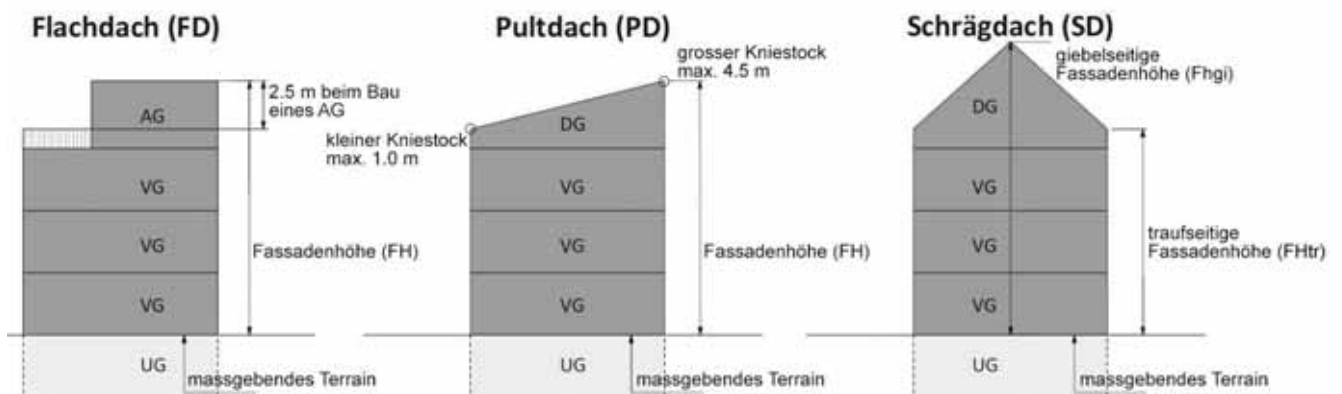 Flachdach (FD)
2.5 m beim Bau
eines AG
AG
VG
VG
VG
Fassadenhöhe (FH)
UG
massgebendes Terrain
Pultdach (PD)
grosser Kniestock
max. 4.5 m
kleiner Kniestock
max. 1.0 m
DG
VG
VG
VG
Fassadenhöhe (FH)
UG
massgebendes Terrain
Schrägdach (SD)
giebelseitige
Fassadenhöhe (Fhgi)
DG
VG
VG
VG
traufseitige
Fassadenhöhe (FHtr)
UG
massgebendes Terrain